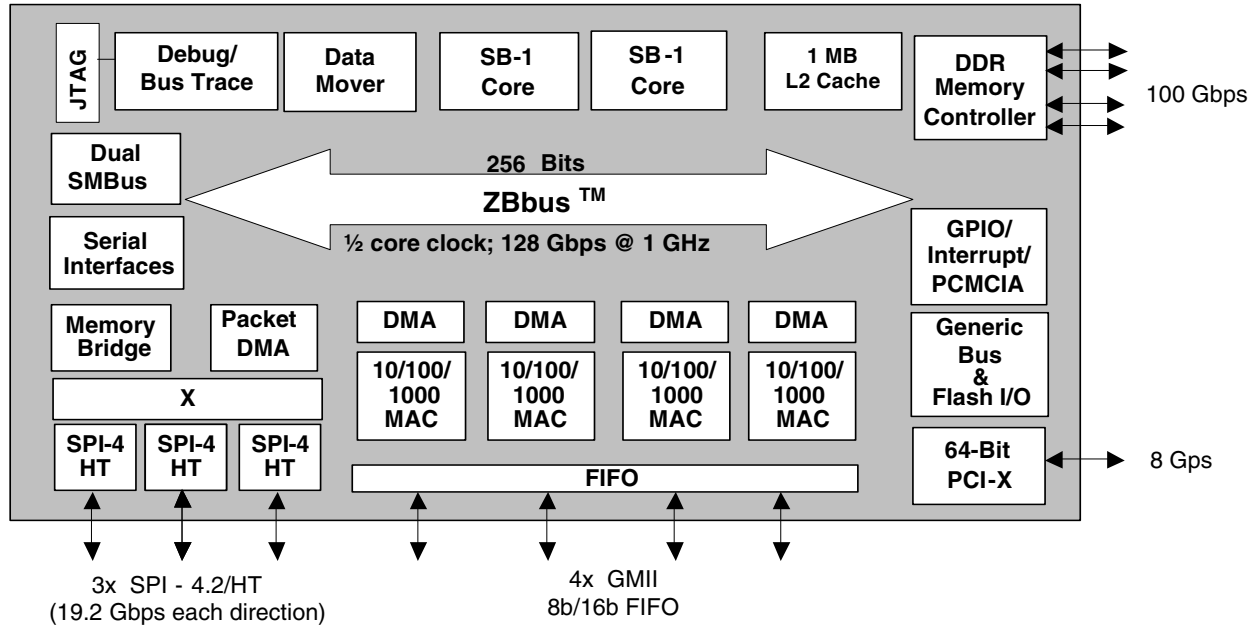 JTAG
Debug/
Bus Trace
Data
Mover
SB-1
Core
SB-1
Core
1 MB
L2 Cache
DDR
Memory
Controller
100 Gbps
Dual
SMBus
256 Bits
ZBbus TM
½ core clock; 128 Gbps @ 1 GHz
Serial
Interfaces
GPIO/
Interrupt/
PCMCIA
Memory
Bridge
Packet
DMA
DMA
DMA
DMA
DMA
Generic
Bus
&
Flash I/O
X
10/100/
1000
MAC
10/100/
1000
MAC
10/100/
1000
MAC
10/100/
1000
MAC
SPI-4
HT
SPI-4
HT
SPI-4
HT
FIFO
64-Bit
PCI-X
8 Gps
3x SPI - 4.2/HT
(19.2 Gbps each direction)
4x GMII
8b/16b FIFO